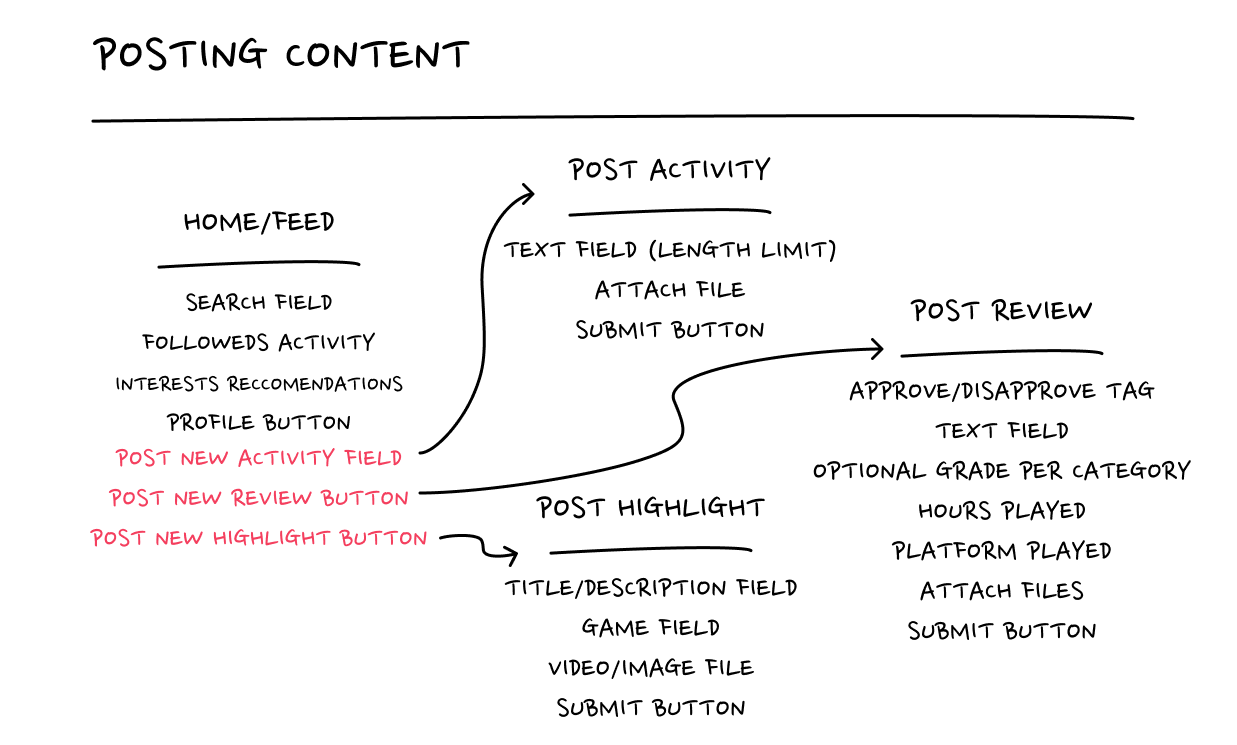 POSTING CONTENT
HOME/FEED
SEARCH FIELD
FOLLOWEDS ACTIVITY
INTERESTS RECCOMENDATIONS
PROFILE BUTTON
POST NEW ACTIVITY FIELD
POST NEW REVIEW BUTTON
POST NEW HIGHLIGHT BUTTON
POST ACTIVITY
TEXT FIELD (LENGTH LIMIT)
ATTACH FILE
SUBMIT BUTTON
POST HIGHLIGHT
TITLE/DESCRIPTION FIELD
GAME FIELD
VIDEO/IMAGE FILE
SUBMIT BUTTON
POST REVIEW
APPROVE/DISAPPROVE TAG
TEXT FIELD
OPTIONAL GRADE PER CATEGORY
HOURS PLAYED
PLATFORM PLAYED
ATTACH FILES
SUBMIT BUTTON